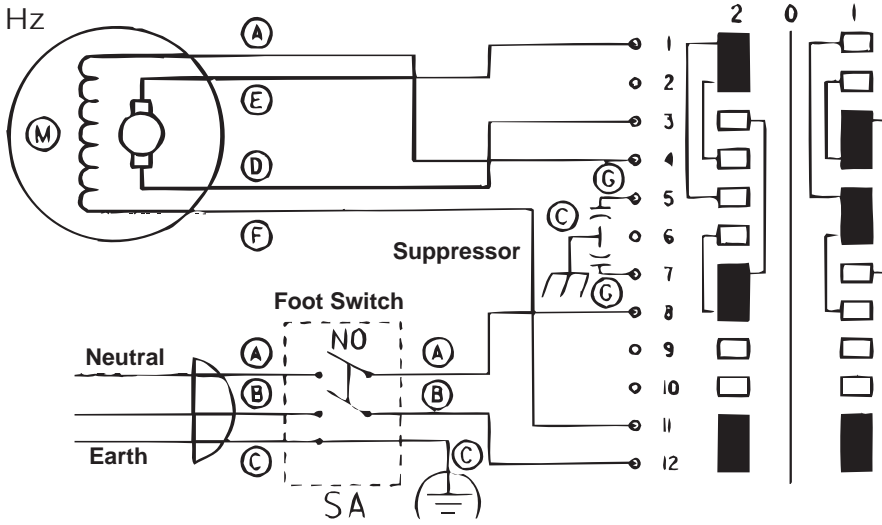 Hz
2 0 1
A
E
M
D
F
1
2
3
4
G
5
C
6
7
G
8
9
10
11
12
Suppressor
Foot Switch
NO
Neutral
A
A
B
B
Earth
C
C
SA